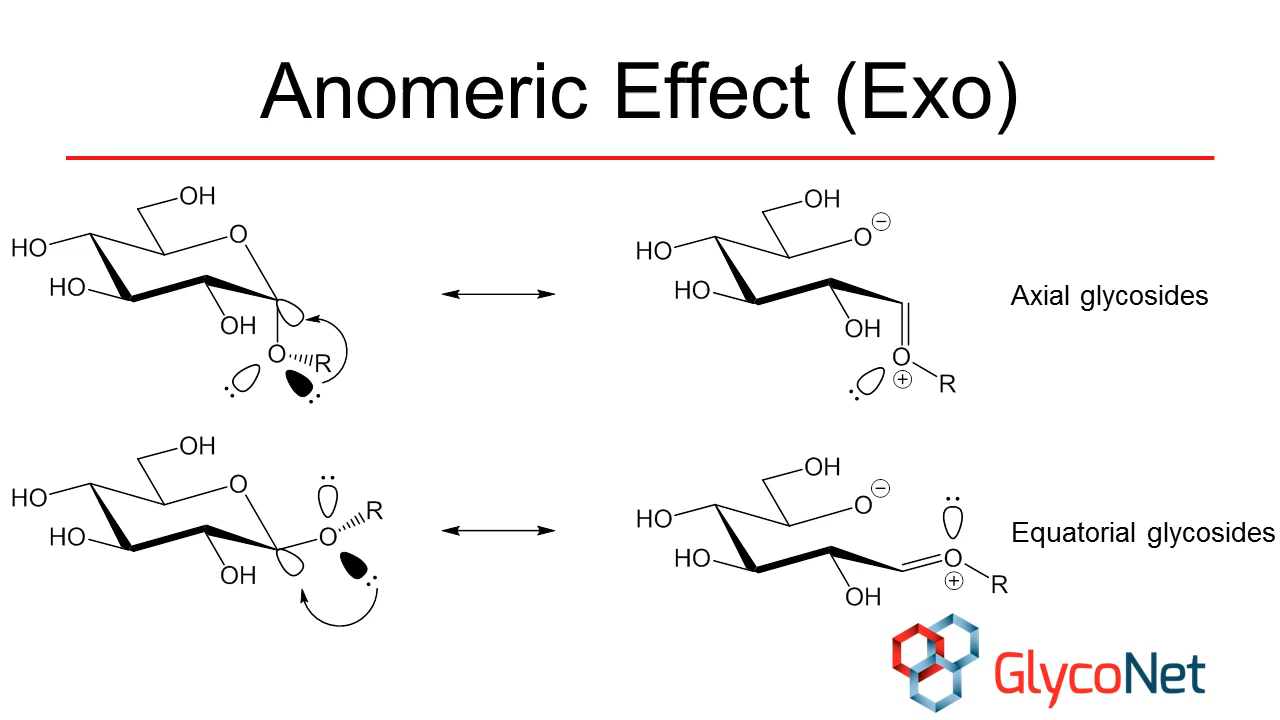 Anomeric Effect (Exo)
OH
O
HO
HO
OH
O
R
OH
O
HO
HO
OH
O
R
Axial glycosides
OH
O
HO
HO
OH
O
R
OH
O
HO
HO
OH
O
R
Equatorial glycosides
GlycoNet